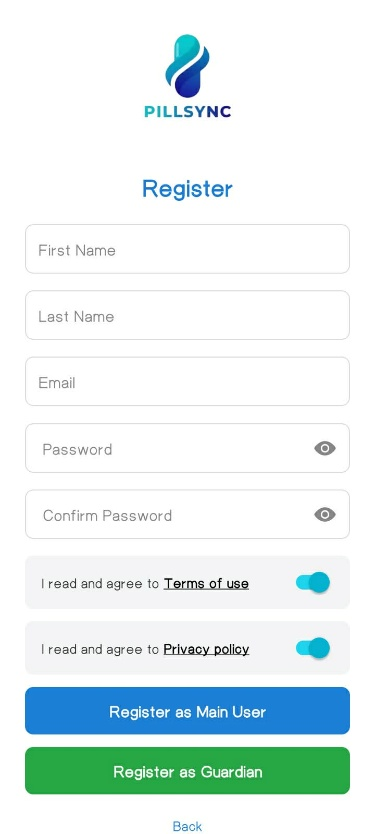 PILLSYNC
Register
First Name
Last Name
Email
Password
Confirm Password
I read and agree to Terms of use
I read and agree to Privacy policy
Register as Main User
Register as Guardian
Back